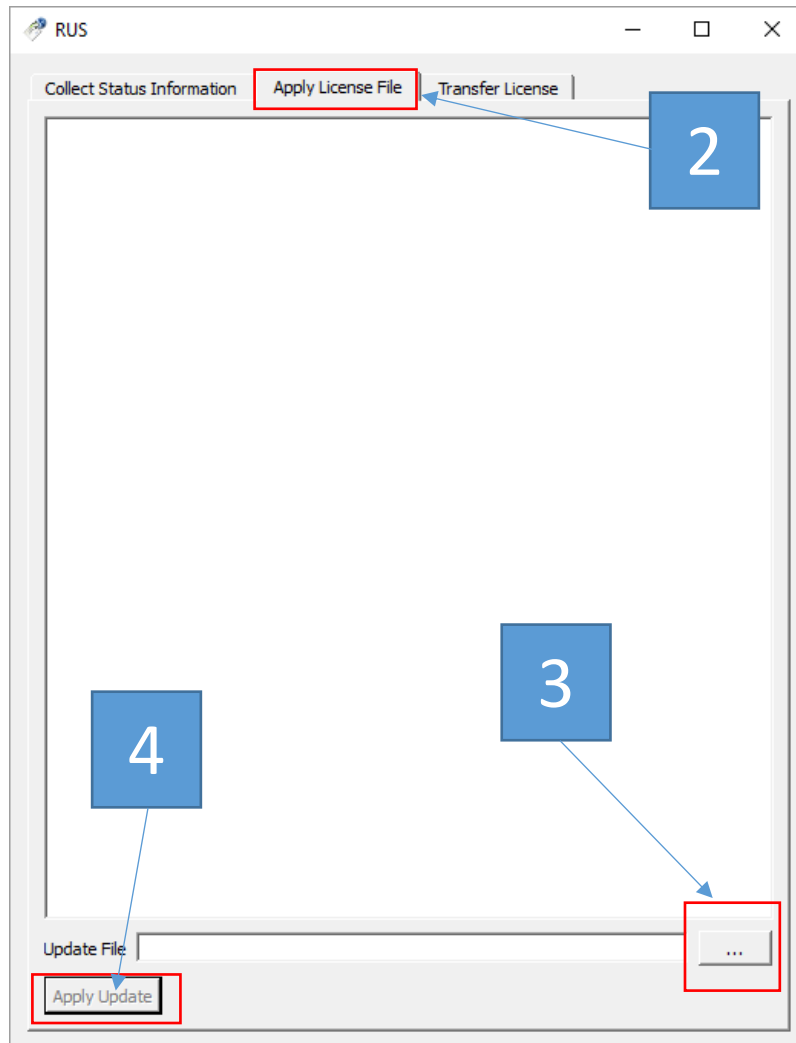 RUS
Collect Status Information Apply License File Transfer License
2
3
4
Update File ...
Apply Update